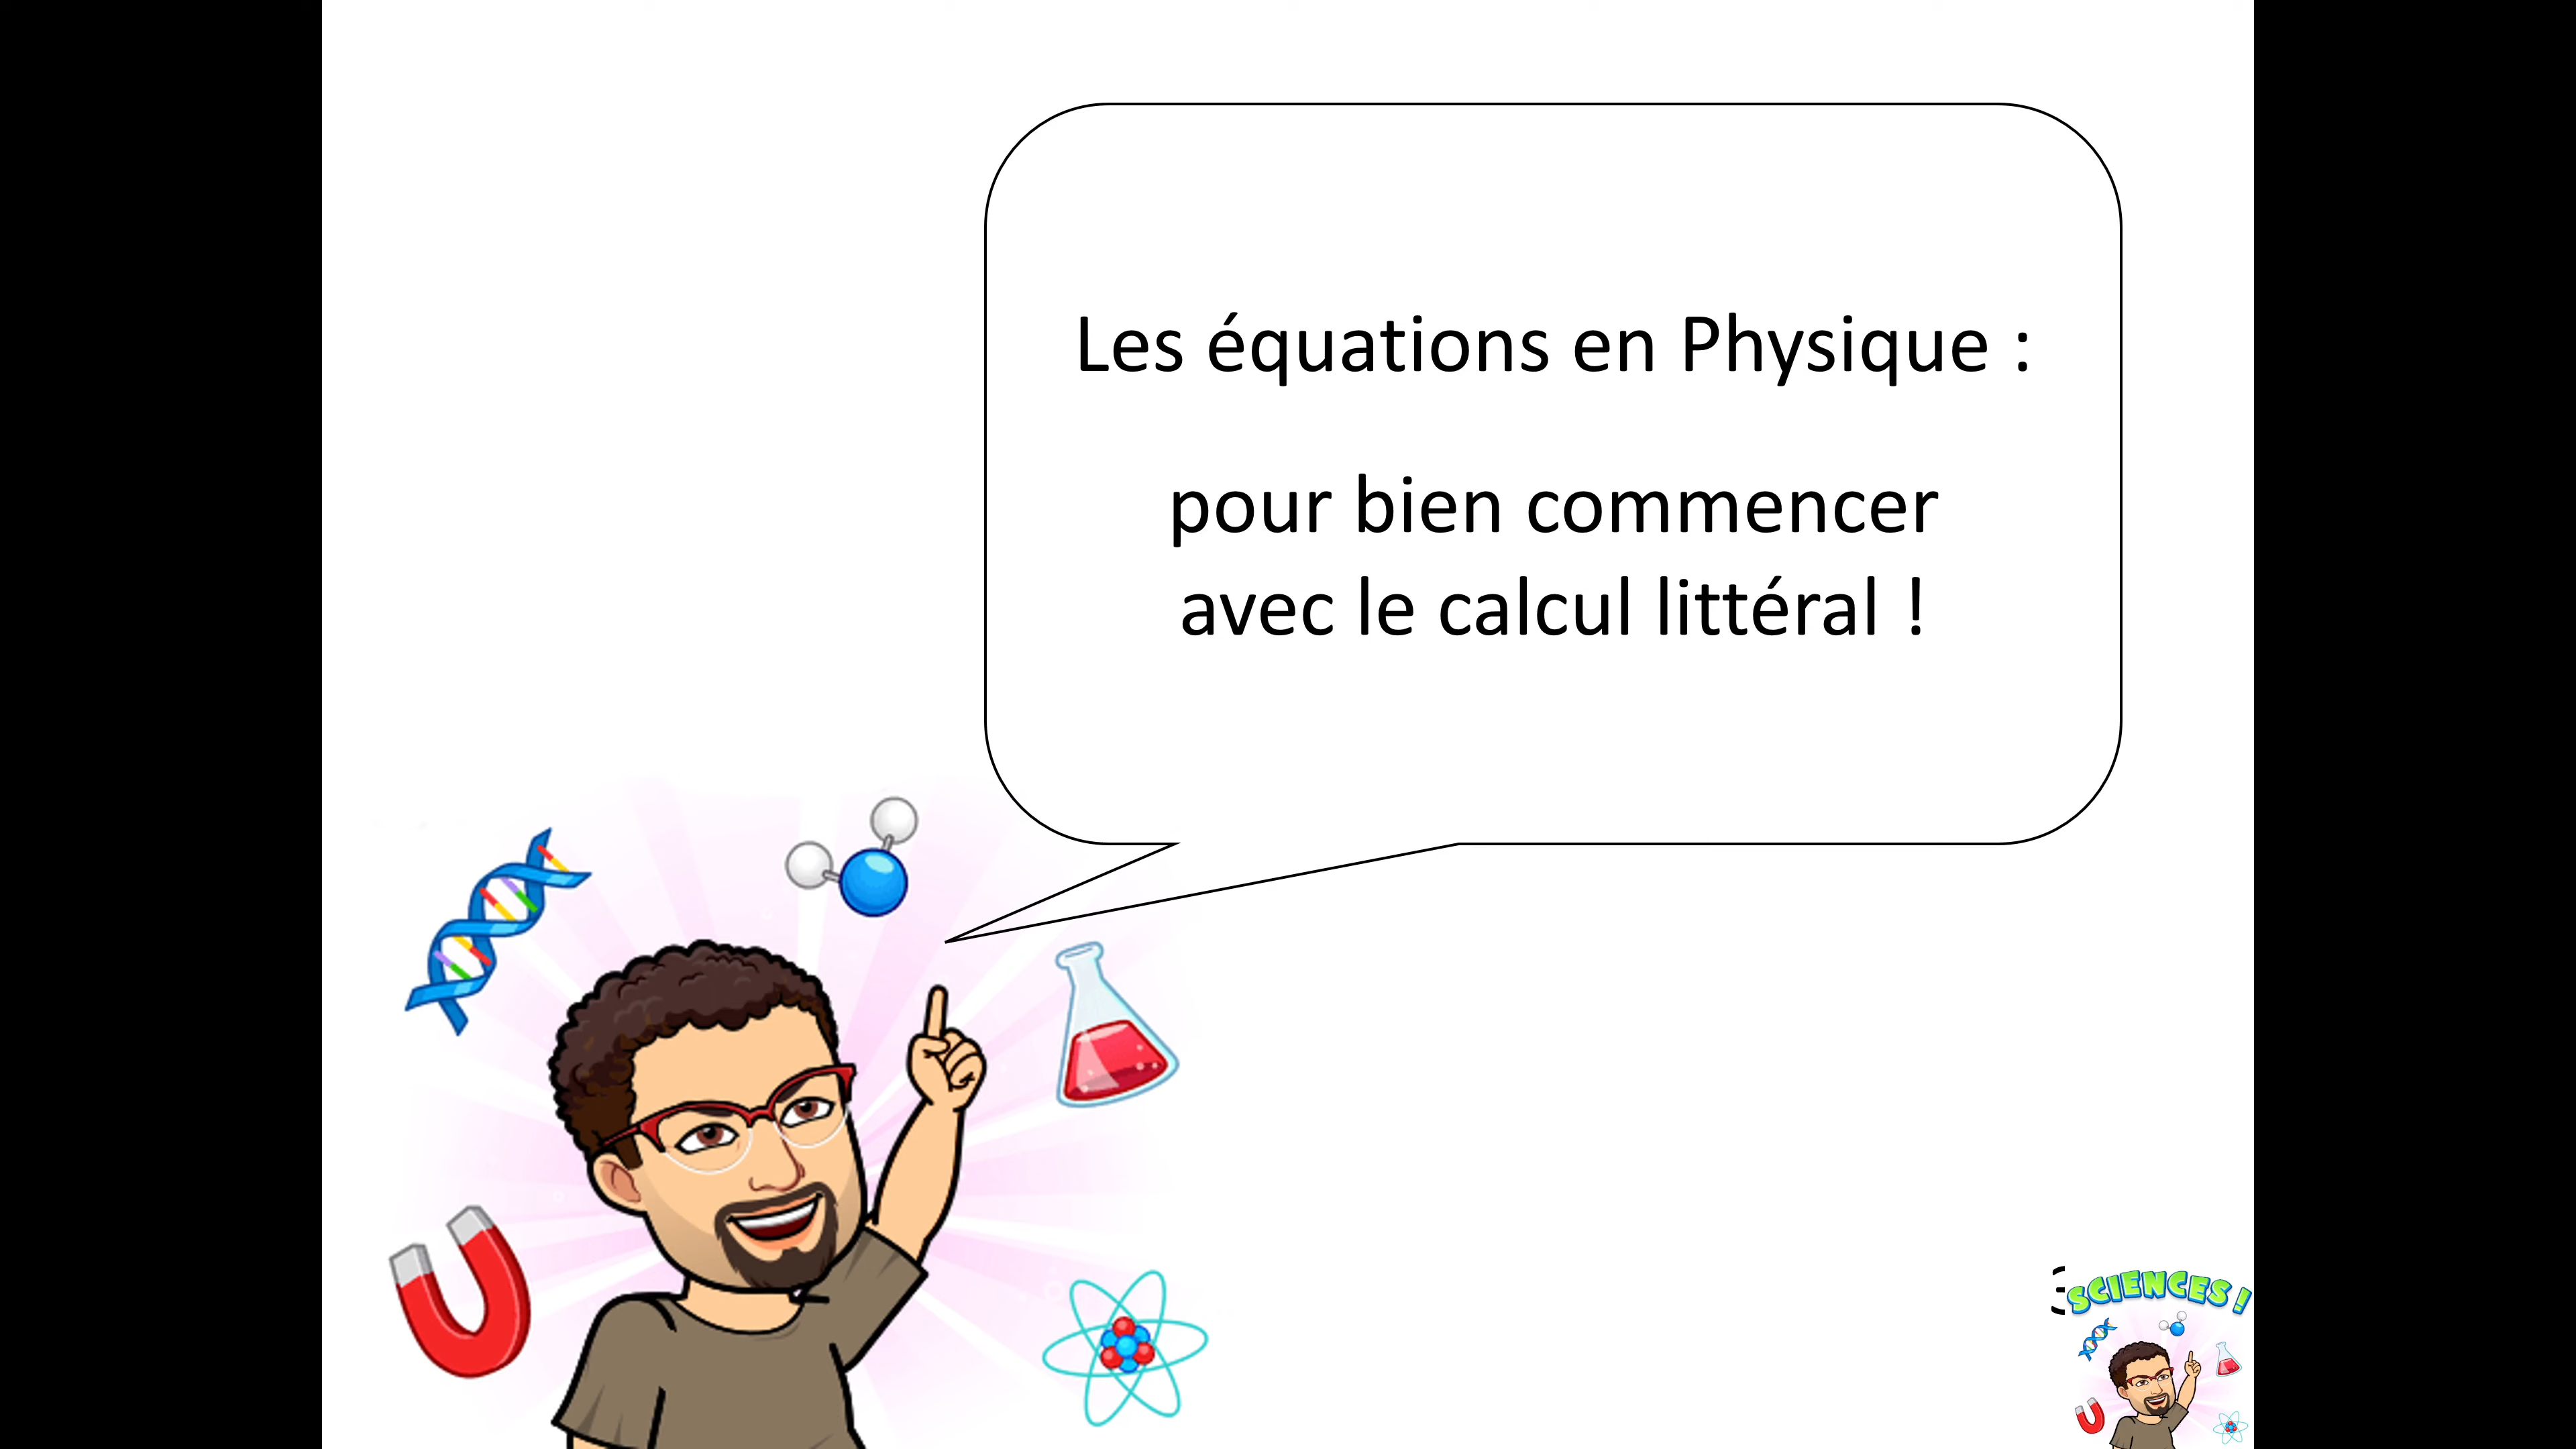 Les équations en Physique :
pour bien commencer
avec le calcul littéral !
SCIENCES !